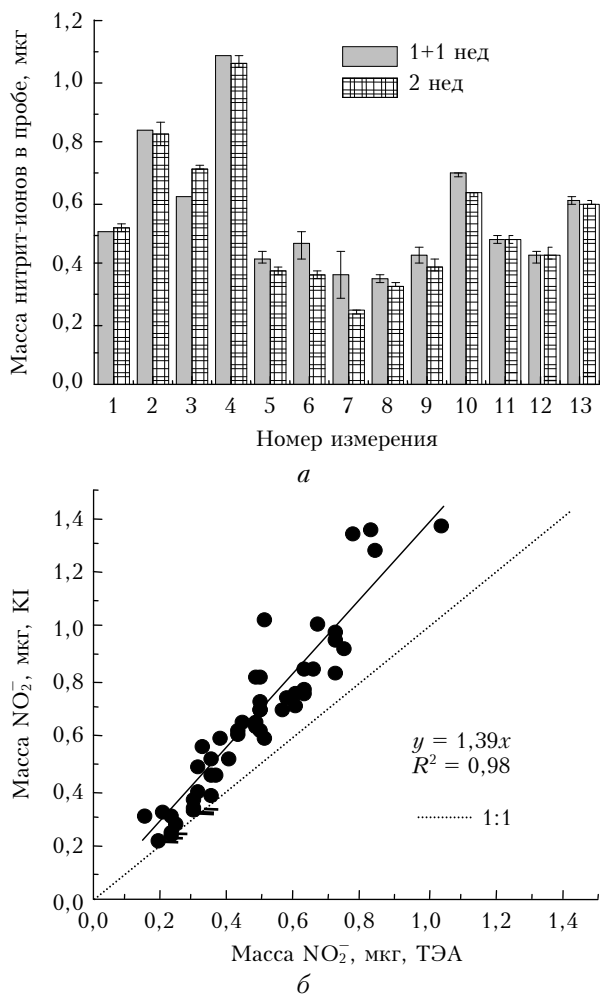 Масса нитрит-ионов в пробе, мкг
1,2
1,0
0,8
0,6
0,4
0,2
0,0
1+1 нед
2 нед
1 2 3 4 5 6 7 8 9 10 11 12 13
Номер измерения
а
Масса NO₂⁻, мкг, KI
1,4
1,2
1,0
0,8
0,6
0,4
0,2
0,0
y = 1,39x
R² = 0,98
1:1
0,0 0,2 0,4 0,6 0,8 1,0 1,2 1,4
Масса NO₂⁻, мкг, ТЭА
б